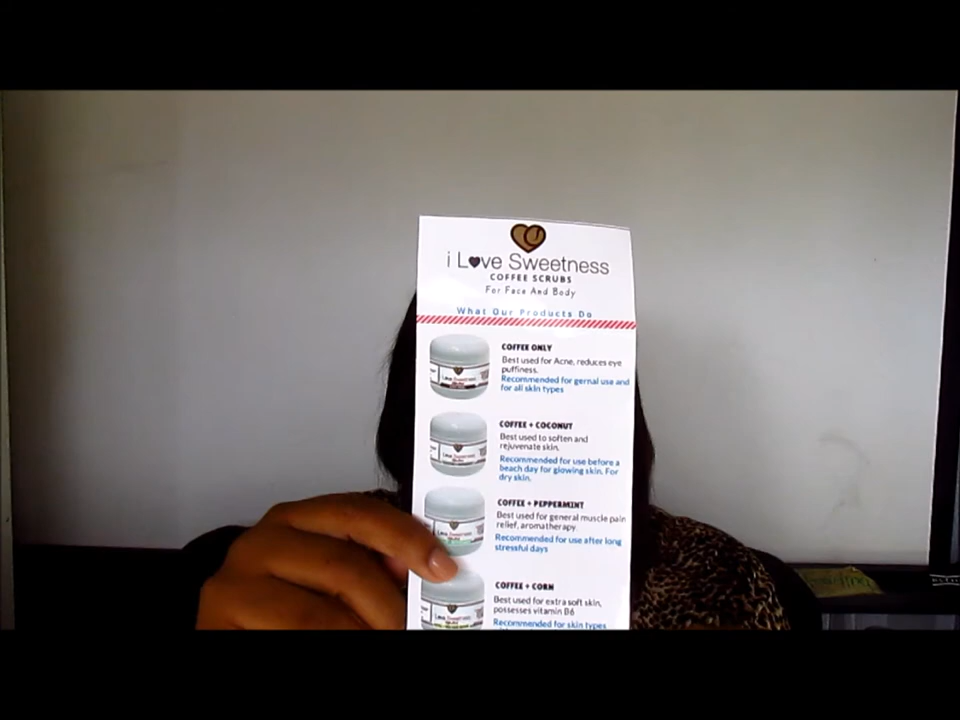 i Love Sweetness
COFFEE SCRUBS
For Face And Body
What Our Products Do
COFFEE ONLY
Best used for Acne, reduces eye
puffiness.
Recommended for gernal use and
for all skin types
COFFEE + COCONUT
Best used to soften and
rejuvenate skin.
Recommended for use before a
beach day for glowing skin. For
dry skin.
COFFEE + PEPPERMINT
Best used for general muscle pain
relief, aromatherapy.
Recommended for use after long
stressful days
COFFEE + CORN
Best used for extra soft skin,
possesses vitamin B6
Recommended for skin types